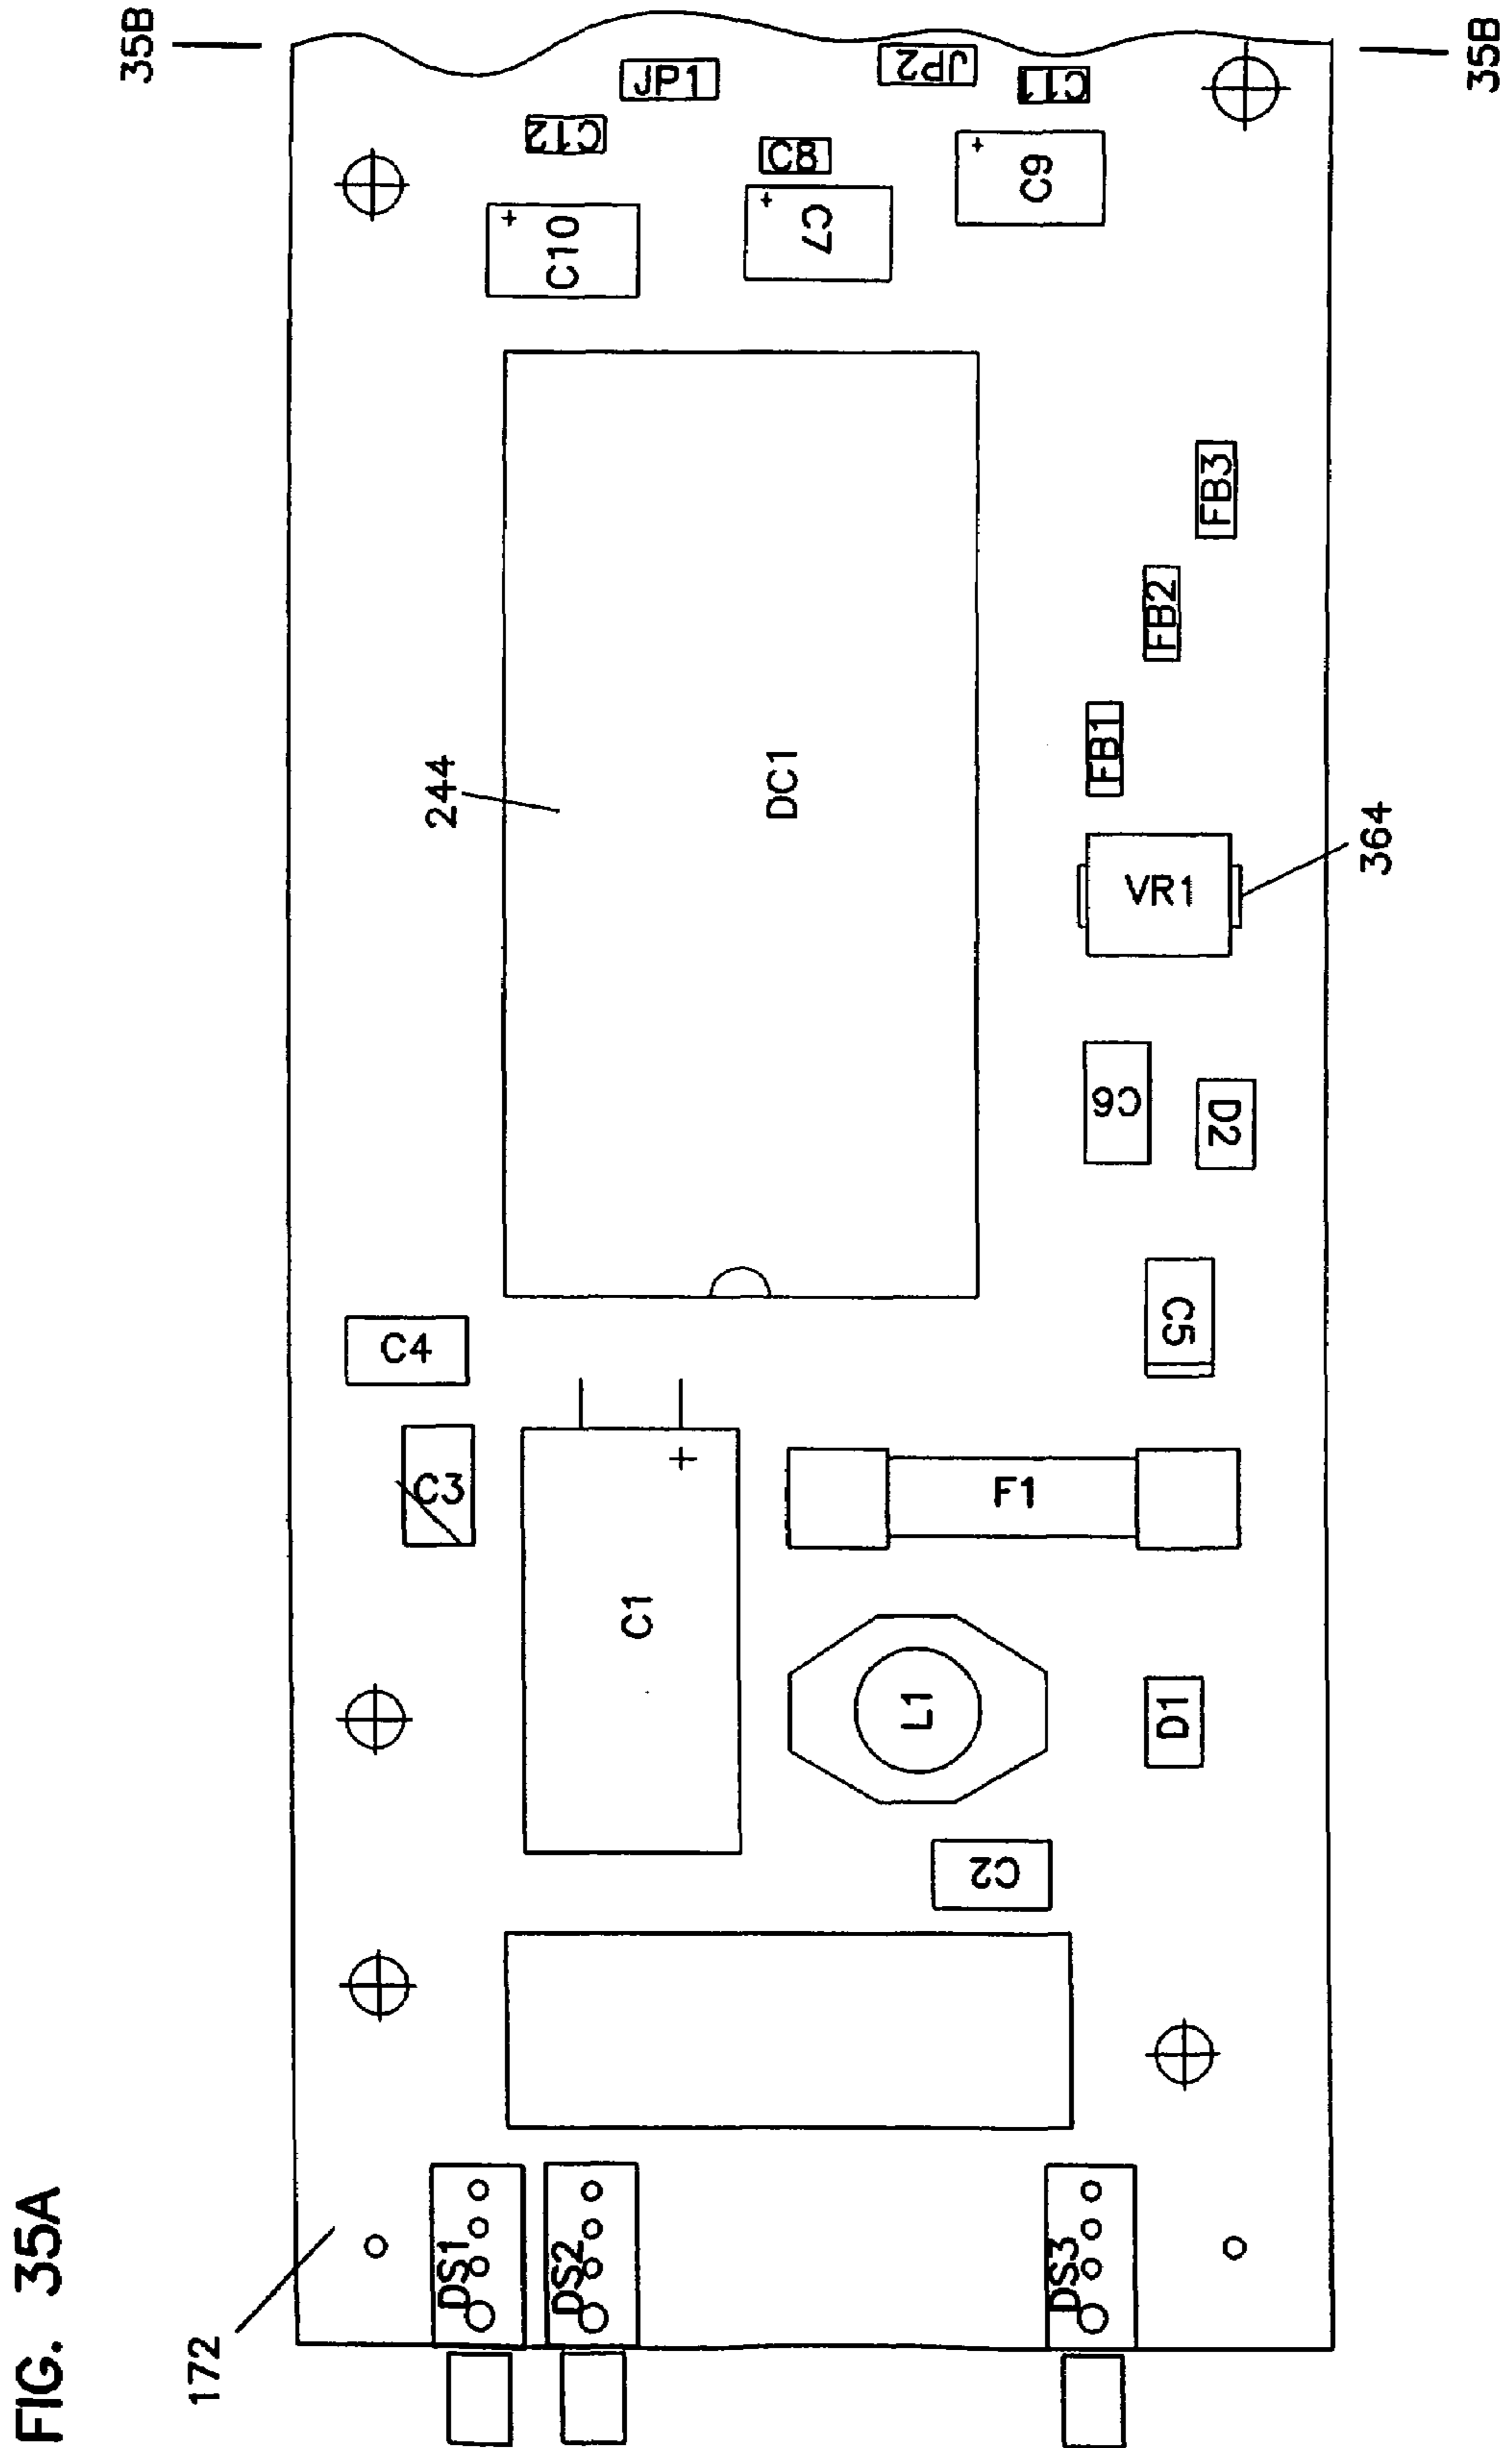 FIG. 35A
172
35B
35B
JP1
JP2
C11
C12
C8
C9
C7
C10
FB3
FB2
244
DC1
FB1
VR1
364
C6
D2
C5
C4
C3
F1
C1
L1
D1
C2
DS1
DS2
DS3